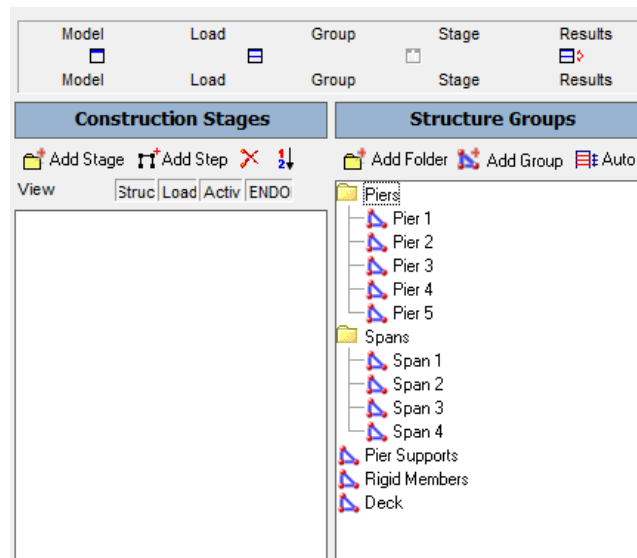 Model Load Group Stage Results
Model Load Group Stage Results
Construction Stages
Add Stage Add Step
View Struc Load Activ ENDO
Structure Groups
Add Folder Add Group Auto
Piers
Pier 1
Pier 2
Pier 3
Pier 4
Pier 5
Spans
Span 1
Span 2
Span 3
Span 4
Pier Supports
Rigid Members
Deck